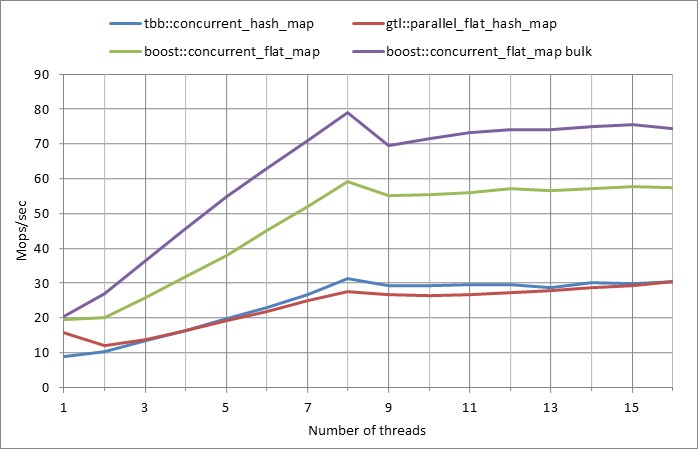 tbb::concurrent_hash_map gtl::parallel_flat_hash_map
boost::concurrent_flat_map boost::concurrent_flat_map bulk
90
80
70
60
50
40
30
20
10
0
Mops/sec
1 3 5 7 9 11 13 15
Number of threads